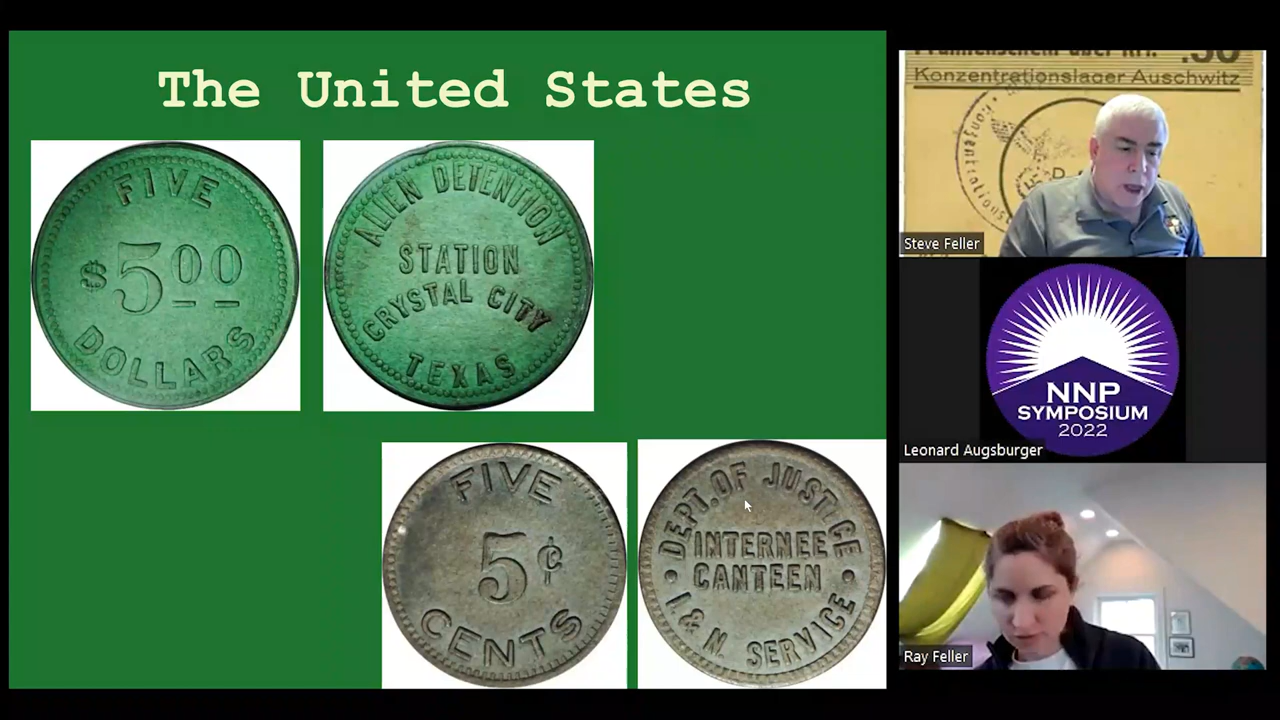 The United States
FIVE
$5 00
DOLLARS
ALIEN DETENTION
STATION
CRYSTAL CITY
TEXAS
FIVE
5¢
CENTS
DEPT. OF JUSTICE
INTERNEE
CANTEEN
I. & N. SERVICE
.50
Konzentrationslager Auschwitz
Steve Feller
NNP
SYMPOSIUM
2022
Leonard Augsburger
Ray Feller